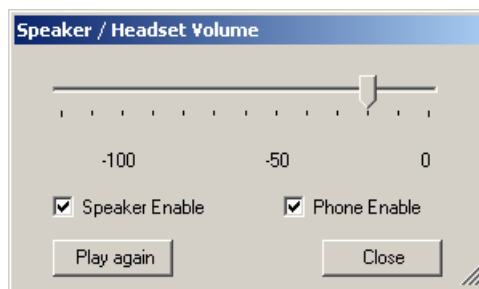 Speaker / Headset Volume
-100 -50 0
Speaker Enable Phone Enable
Play again Close